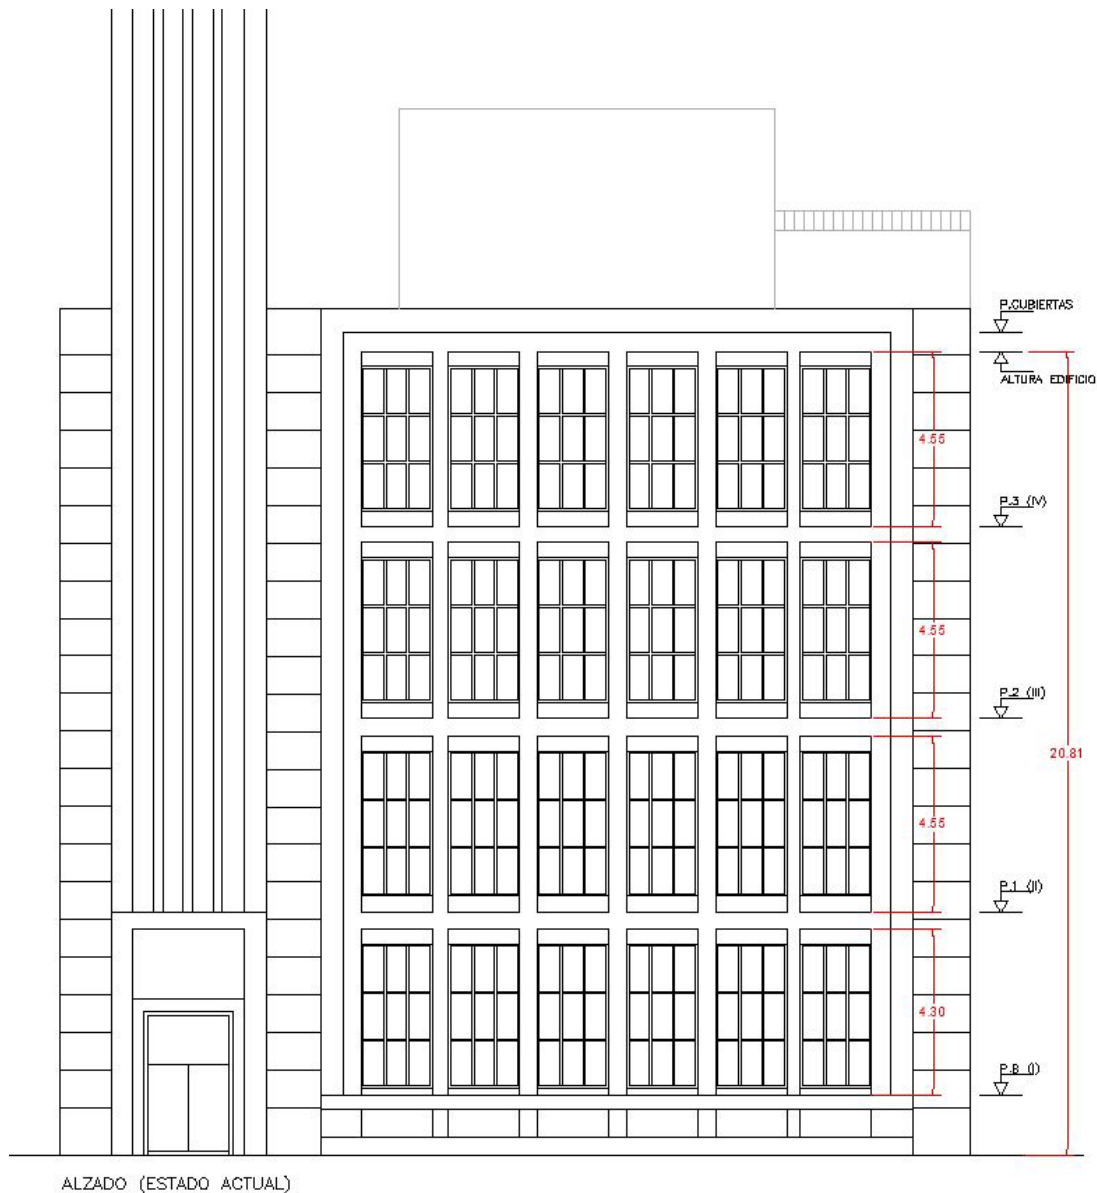 P.CUBIERTAS
ALTURA EDIFICIO
4.55
P.3 (IV)
4.55
P.2 (III)
20.81
4.55
P.1 (II)
4.30
P.B (I)
ALZADO (ESTADO ACTUAL)